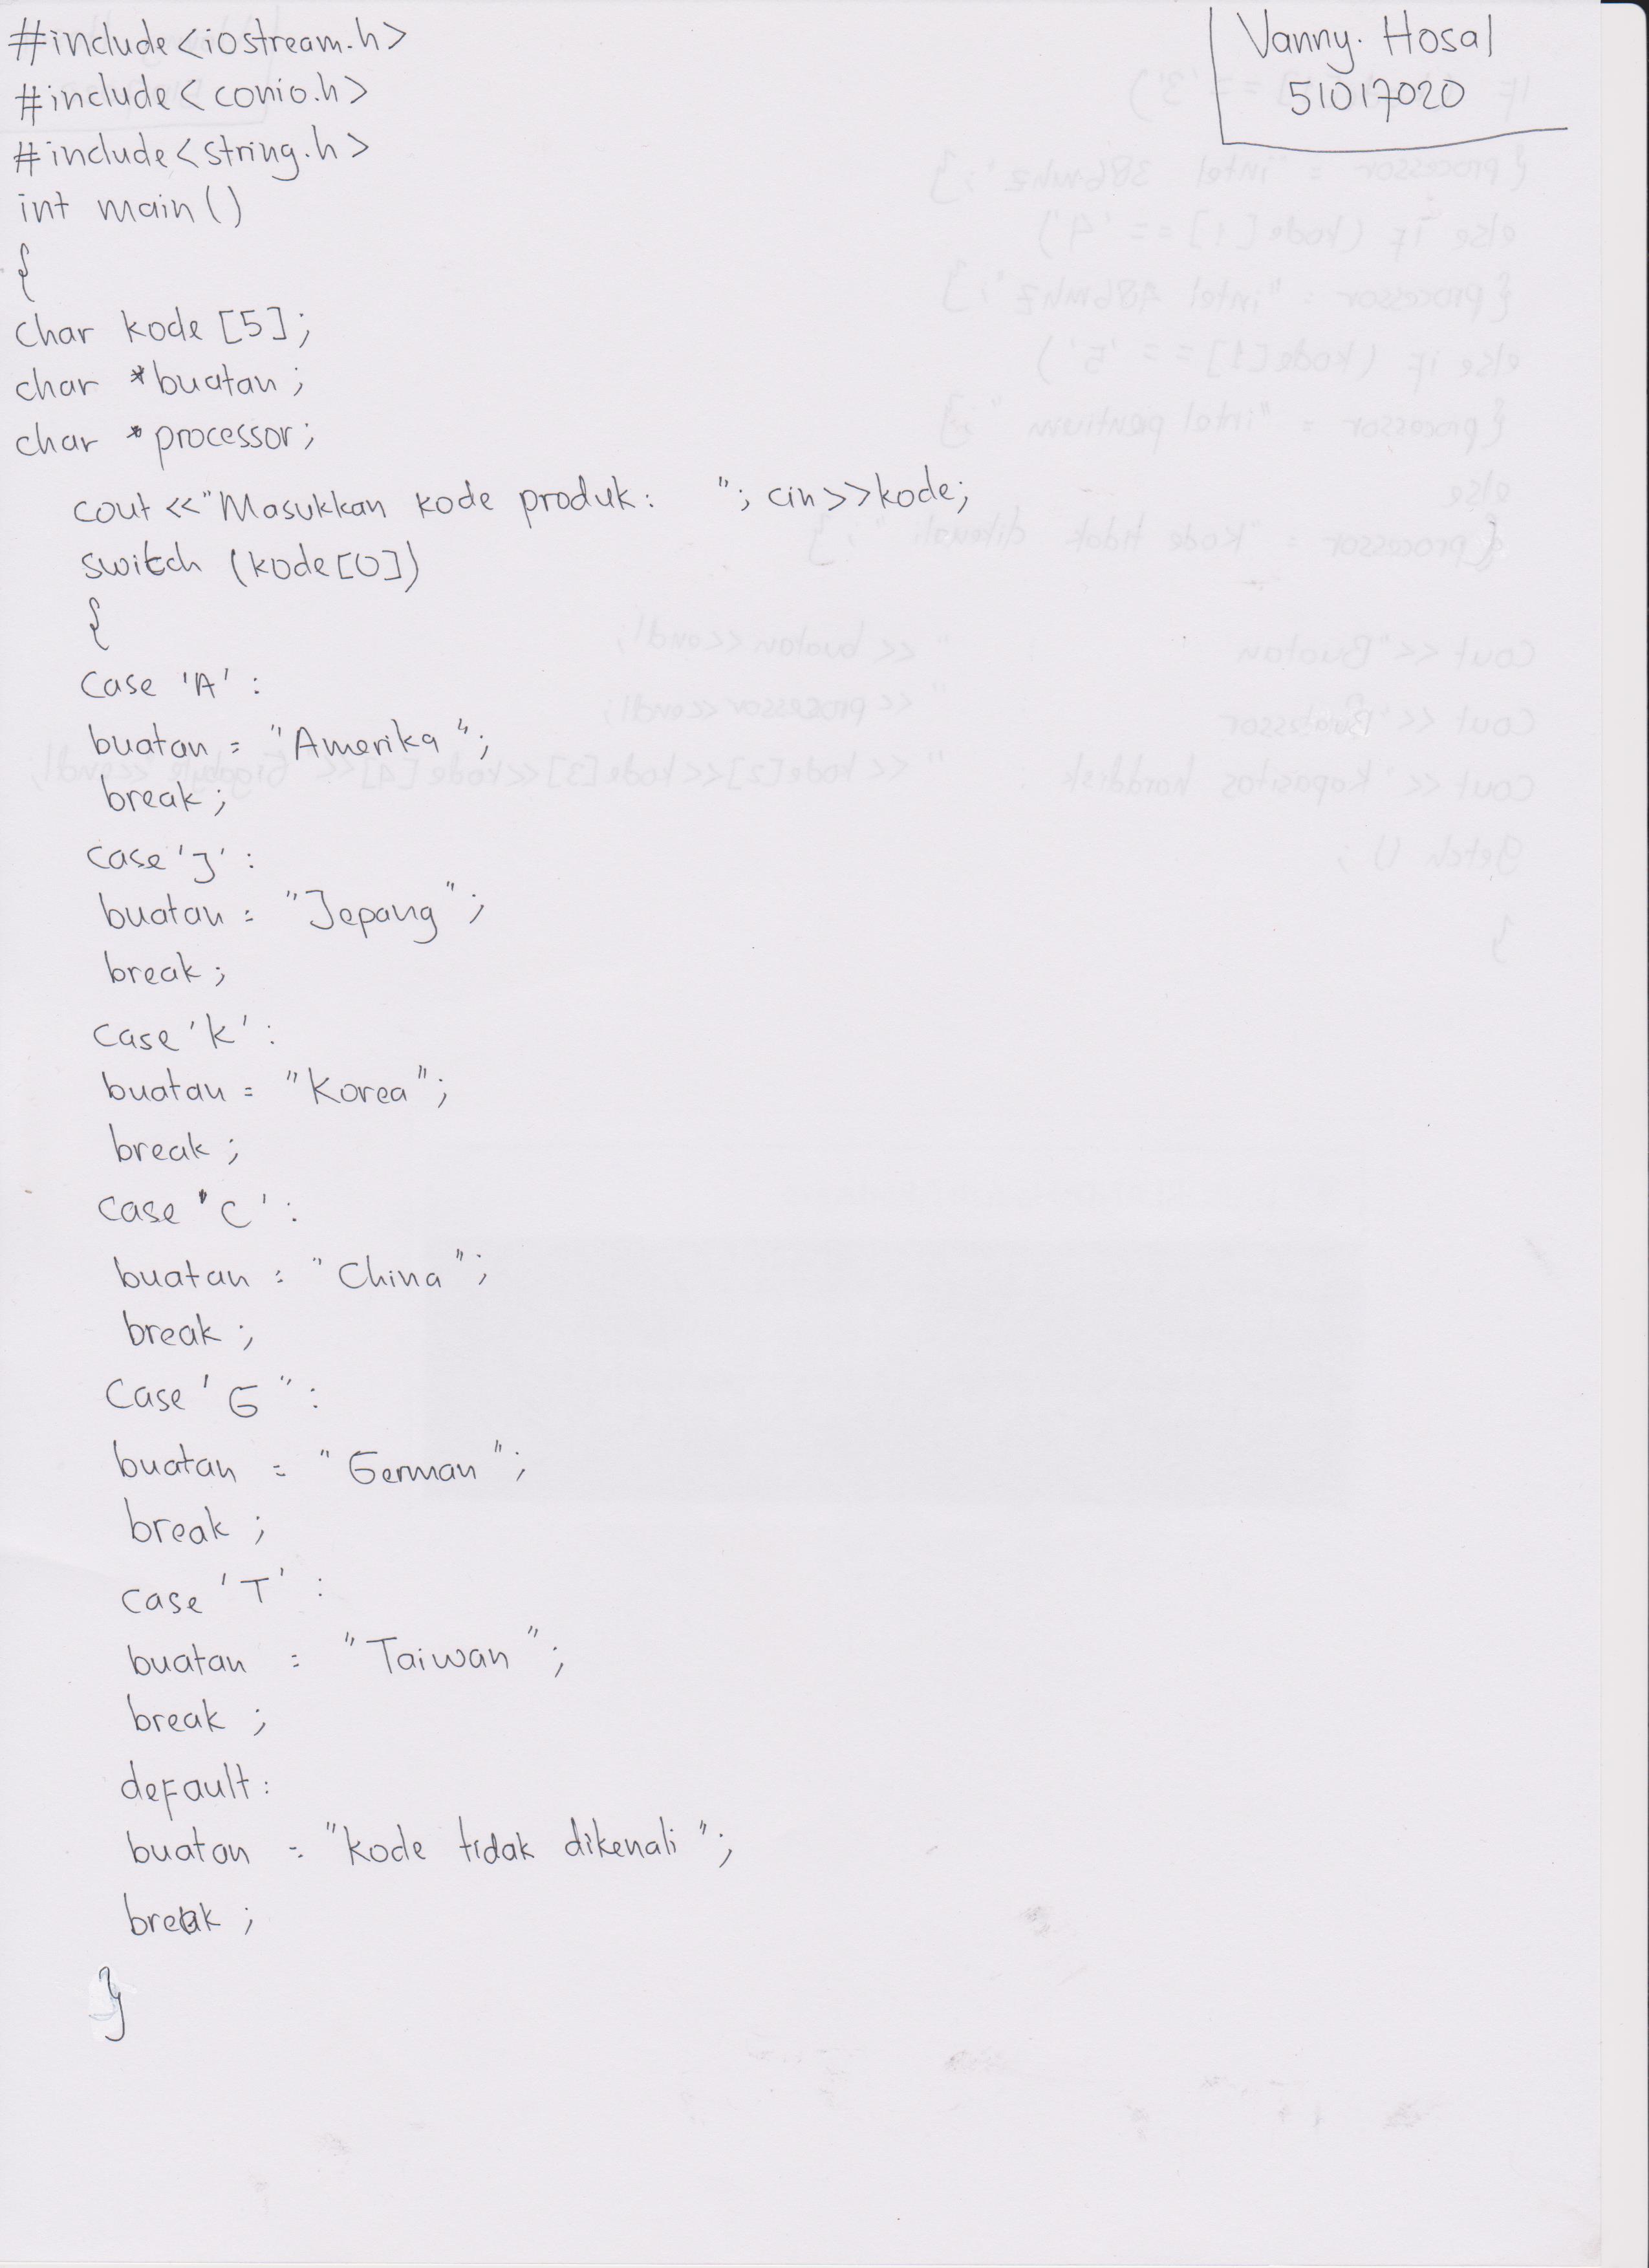 Vanny. Hosal
51017020
#include<iostream.h>
#include<conio.h>
#include<string.h>
int main()
{
char kode [5];
char *buatan;
char *processor;
cout <<"Masukkan kode produk: "; cin>>kode;
switch (kode[0])
{
case 'A' :
buatan = "Amerika";
break;
case 'J' :
buatan = "Jepang";
break;
case 'K' :
buatan = "Korea";
break;
case 'C' :
buatan = "China";
break;
case 'G" :
buatan = "German";
break;
case 'T' :
buatan = "Taiwan";
break;
default:
buatan = "kode tidak dikenali";
break;
}